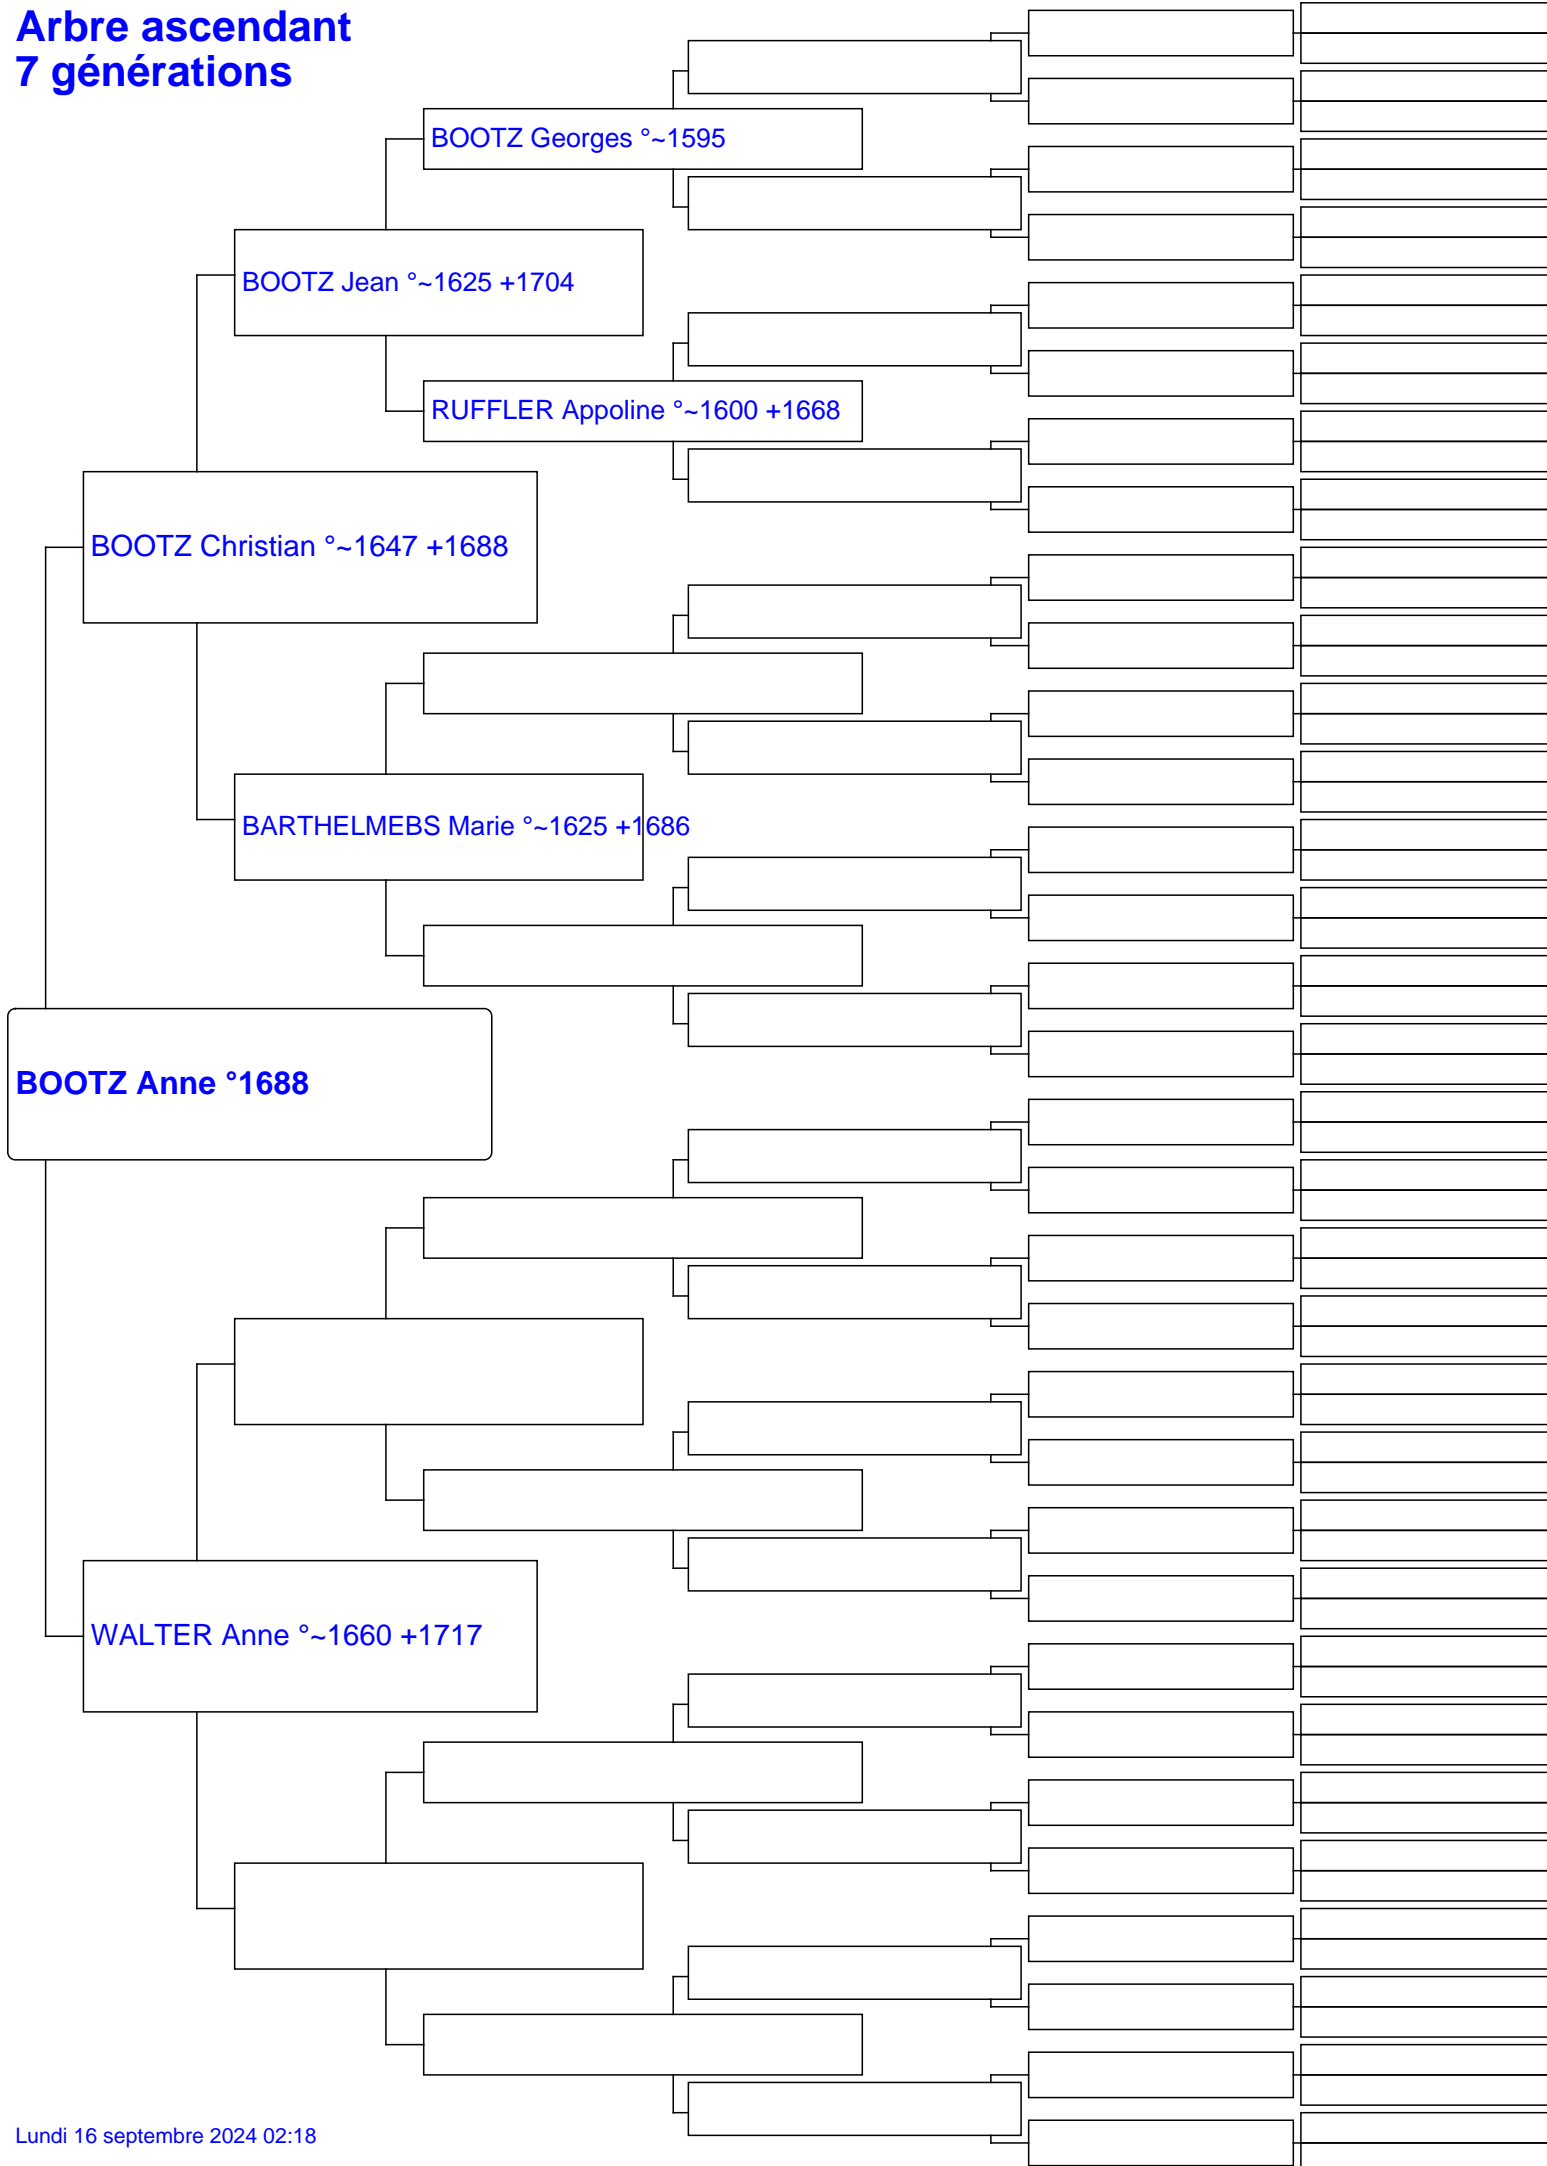 Arbre ascendant
7 générations
BOOTZ Georges °~1595
BOOTZ Jean °~1625 +1704
RUFFLER Appoline °~1600 +1668
BOOTZ Christian °~1647 +1688
BARTHELMEBS Marie °~1625 +1686
BOOTZ Anne °1688
WALTER Anne °~1660 +1717
Lundi 16 septembre 2024 02:18